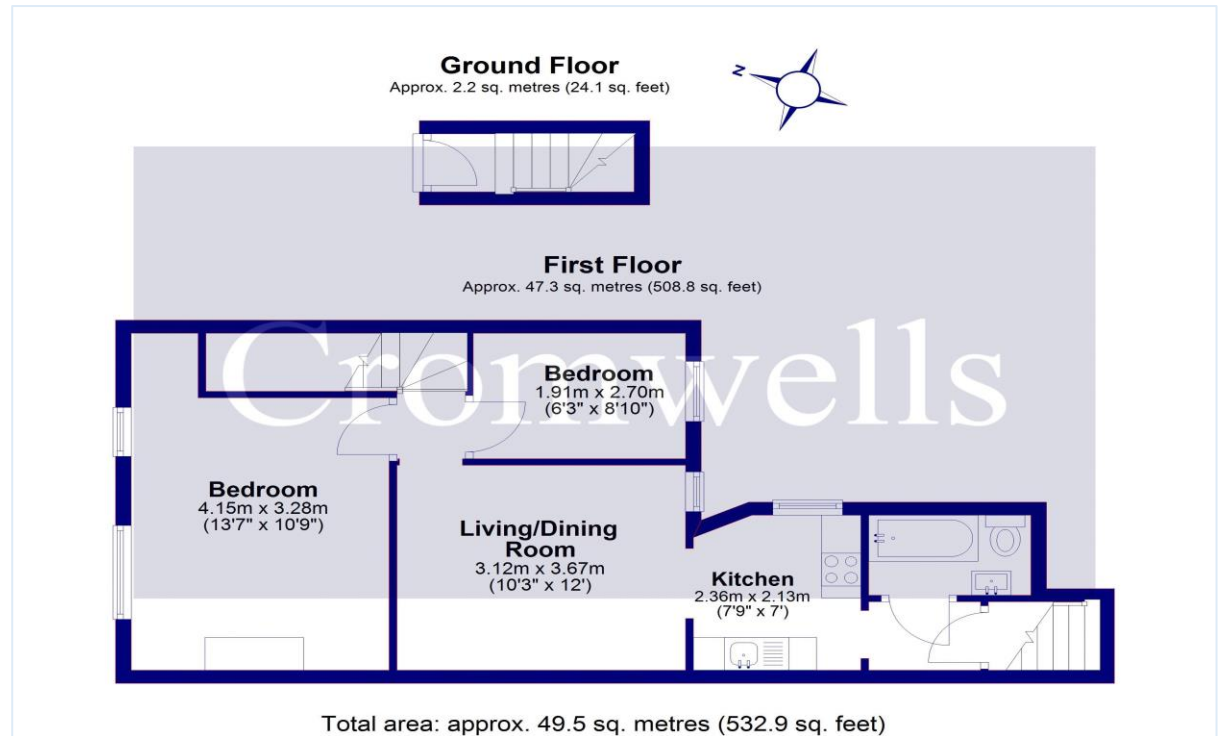 Ground Floor
Approx. 2.2 sq. metres (24.1 sq. feet)
N
First Floor
Approx. 47.3 sq. metres (508.8 sq. feet)
Cromwells
Bedroom
1.91m x 2.70m
(6'3" x 8'10")
Bedroom
4.15m x 3.28m
(13'7" x 10'9")
Living/Dining
Room
3.12m x 3.67m
(10'3" x 12')
Kitchen
2.36m x 2.13m
(7'9" x 7')
Total area: approx. 49.5 sq. metres (532.9 sq. feet)